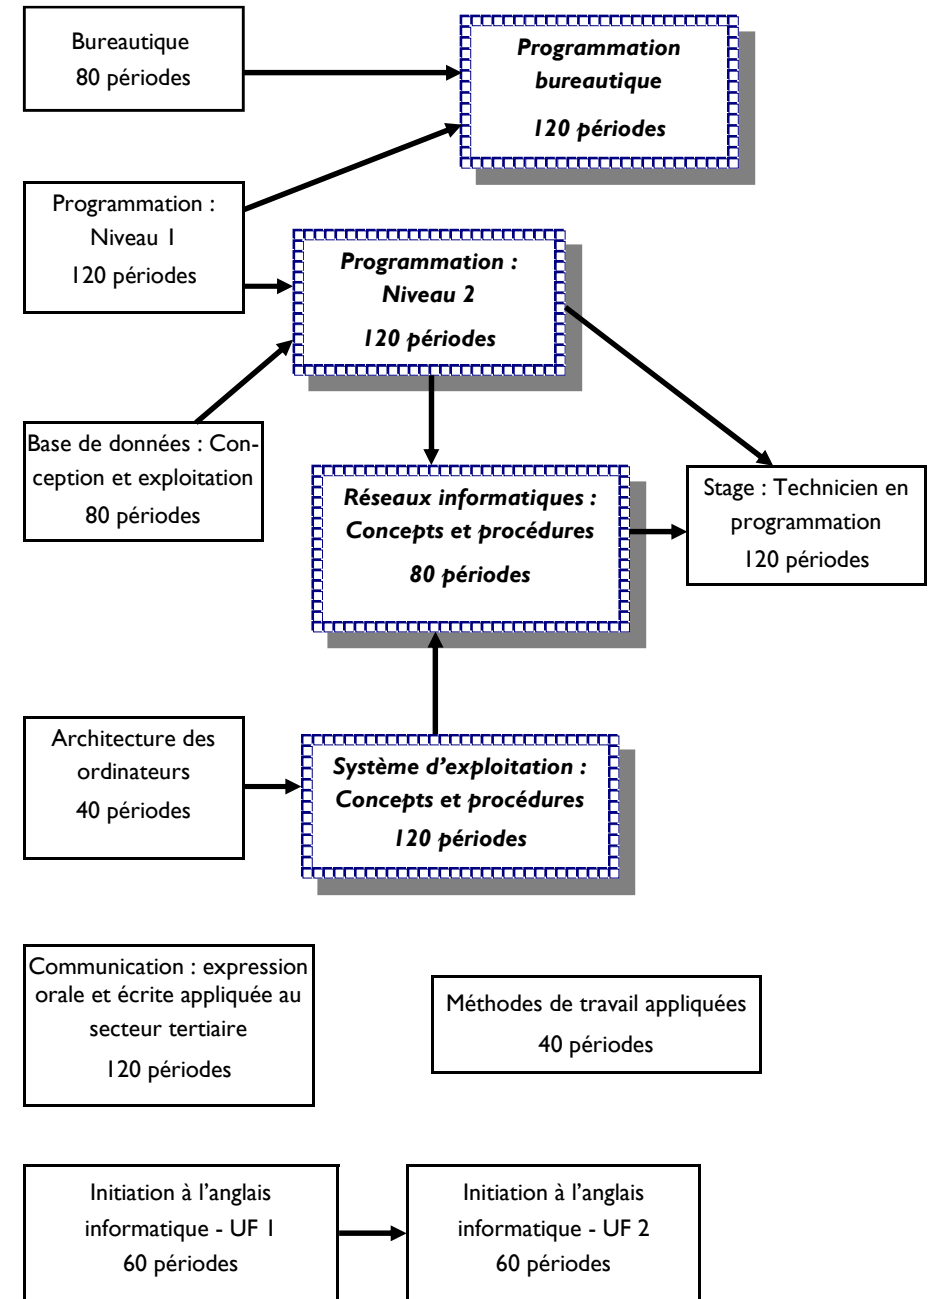 Bureautique
80 périodes
Programmation
bureautique
120 périodes
Programmation :
Niveau 1
120 périodes
Programmation :
Niveau 2
120 périodes
Base de données : Con-
ception et exploitation
80 périodes
Réseaux informatiques :
Concepts et procédures
80 périodes
Stage : Technicien en
programmation
120 périodes
Architecture des
ordinateurs
40 périodes
Système d’exploitation :
Concepts et procédures
120 périodes
Communication : expression
orale et écrite appliquée au
secteur tertiaire
120 périodes
Méthodes de travail appliquées
40 périodes
Initiation à l’anglais
informatique - UF 1
60 périodes
Initiation à l’anglais
informatique - UF 2
60 périodes